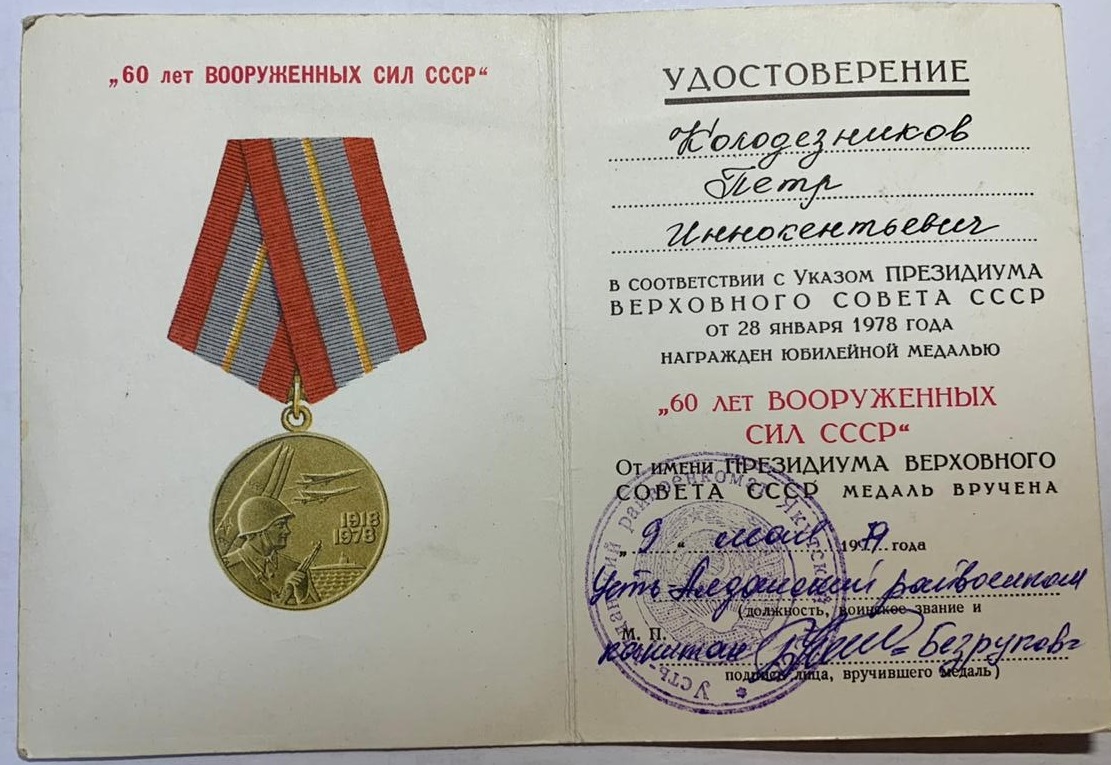 „60 лет ВООРУЖЕННЫХ СИЛ СССР“
1918
1978
УДОСТОВЕРЕНИЕ
Колодезников
Петр
Иннокентьевич
В СООТВЕТСТВИИ С УКАЗОМ ПРЕЗИДИУМА
ВЕРХОВНОГО СОВЕТА СССР
ОТ 28 ЯНВАРЯ 1978 ГОДА
НАГРАЖДЕН ЮБИЛЕЙНОЙ МЕДАЛЬЮ
„60 ЛЕТ ВООРУЖЕННЫХ
СИЛ СССР“
ОТ ИМЕНИ ПРЕЗИДИУМА ВЕРХОВНОГО
СОВЕТА СССР МЕДАЛЬ ВРУЧЕНА
„9“ мая 1979 года
Усть Алданский райвоенком
(должность, воинское звание и
М. П.
капитан Безруков
подпись лица, вручившего медаль)